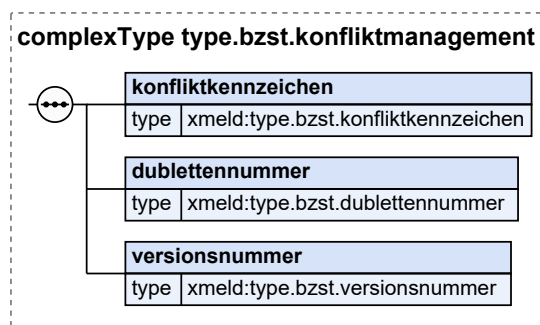 complexType type.bzst.konfliktmanagement
konfliktkennzeichen
type xmeld:type.bzst.konfliktkennzeichen
dublettennummer
type xmeld:type.bzst.dublettennummer
versionsnummer
type xmeld:type.bzst.versionsnummer